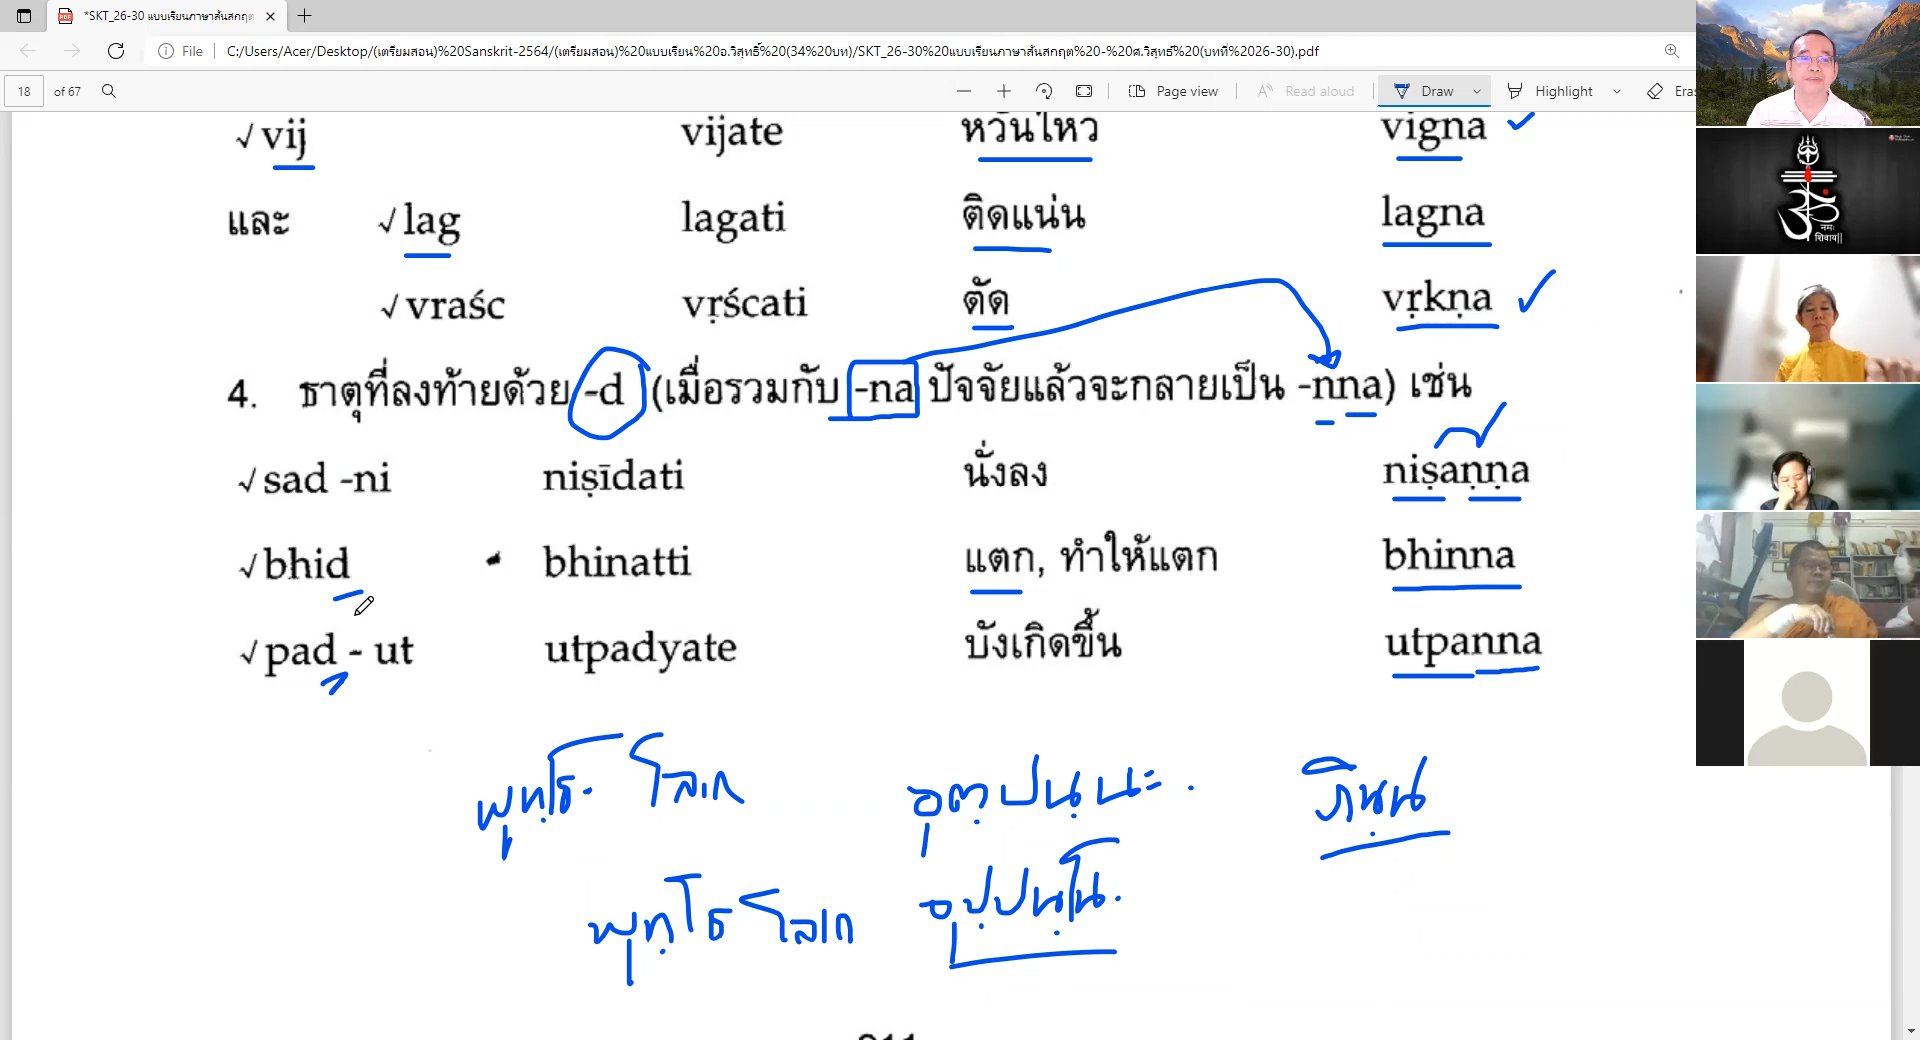 *SKT_26-30 แบบเรียนภาษาสันสกฤต
File C:/Users/Acer/Desktop/(เตรียมสอน)%20Sanskrit-2564/(เตรียมสอน)%20แบบเรียน%20อ.วิสุทธิ์%20(34%20บท)/SKT_26-30%20แบบเรียนภาษาสันสกฤต%20-%20ศ.วิสุทธ์%20(บทที่%2026-30).pdf
18 of 67 Page view Read aloud Draw Highlight Eras
√ vij vijate หวั่นไหว vigna
และ √ lag lagati ติดแน่น lagna
√ vraśc vṛścati ตัด vṛkṇa
4. ธาตุที่ลงท้ายด้วย -d (เมื่อรวมกับ -na ปัจจัยแล้วจะกลายเป็น -nna) เช่น
√ sad -ni niṣīdati นั่งลง niṣaṇṇa
√ bhid bhinatti แตก, ทำให้แตก bhinna
√ pad - ut utpadyate บังเกิดขึ้น utpanna
พุทฺโธ โลเก อุตฺปนฺนะ ภินฺน
พุทฺโธ โลเก อุปฺปนฺโน
नमः
शिवाय||